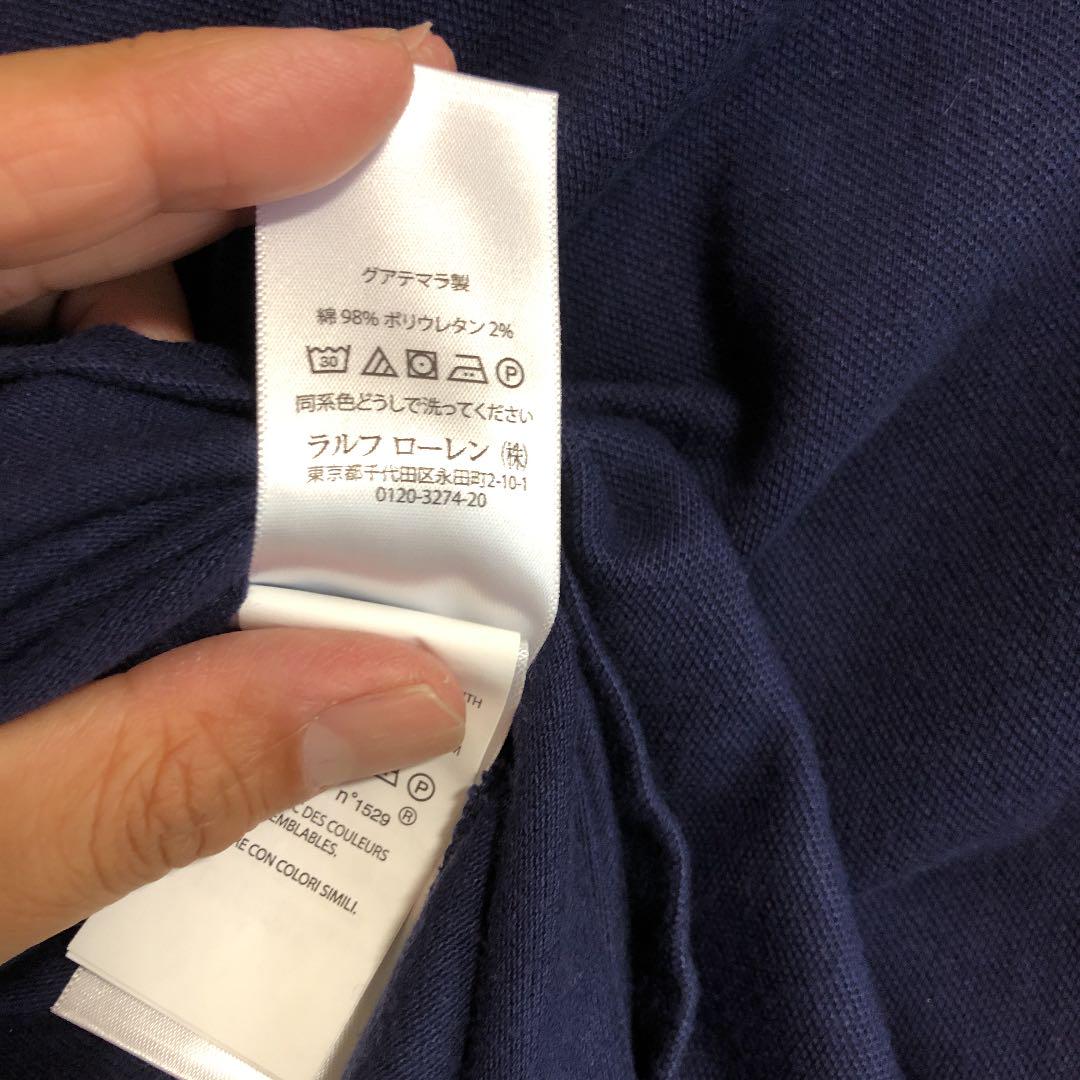 グアテマラ製
綿 98% ポリウレタン 2%
30 P
同系色どうしで洗ってください
ラルフ ローレン (株)
東京都千代田区永田町2-10-1
0120-3274-20
P
n°1529 ®
DES COULEURS
CON COLORI SIMILI.